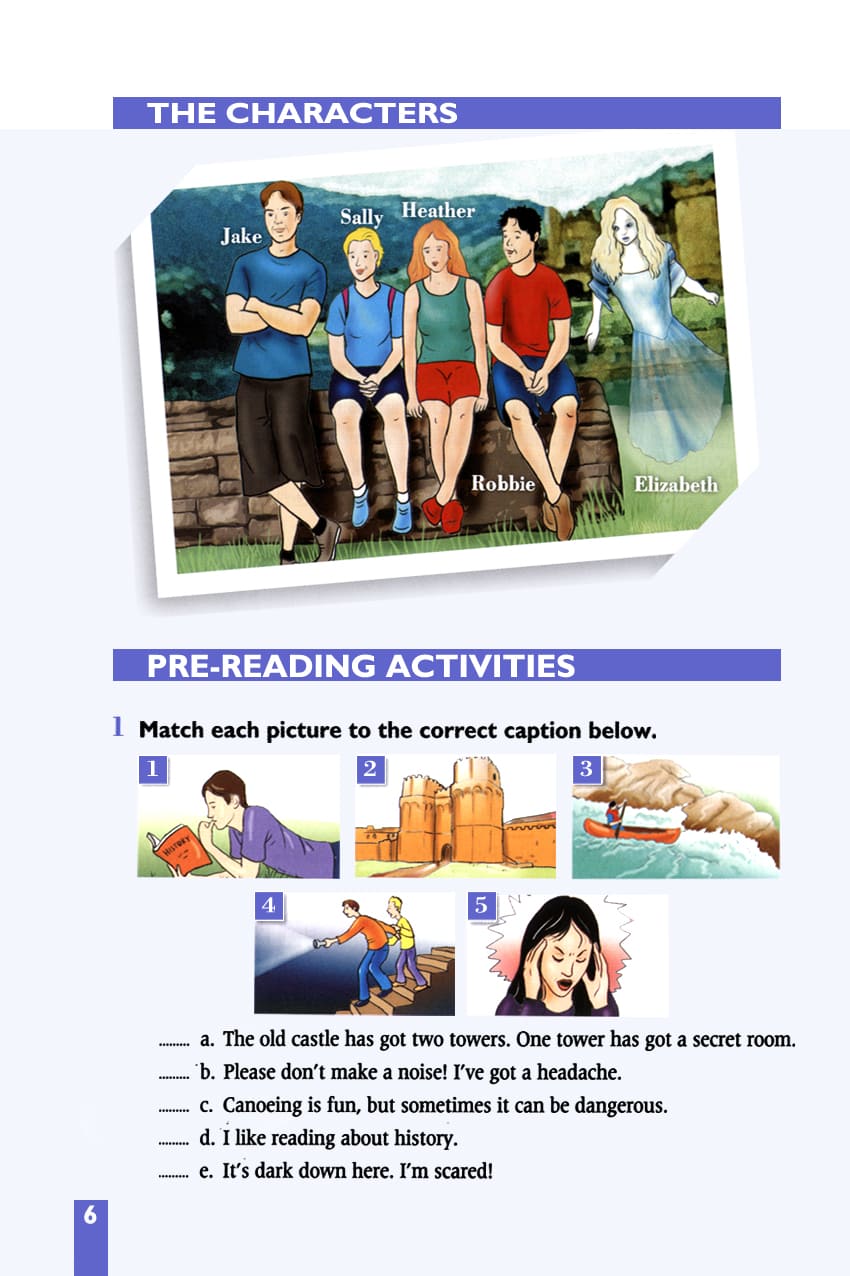 THE CHARACTERS
Jake
Sally
Heather
Robbie
Elizabeth
PRE-READING ACTIVITIES
1 Match each picture to the correct caption below.
1
2
3
HISTORY
4
5
......... a. The old castle has got two towers. One tower has got a secret room.
......... b. Please don't make a noise! I've got a headache.
......... c. Canoeing is fun, but sometimes it can be dangerous.
......... d. I like reading about history.
......... e. It's dark down here. I'm scared!
6